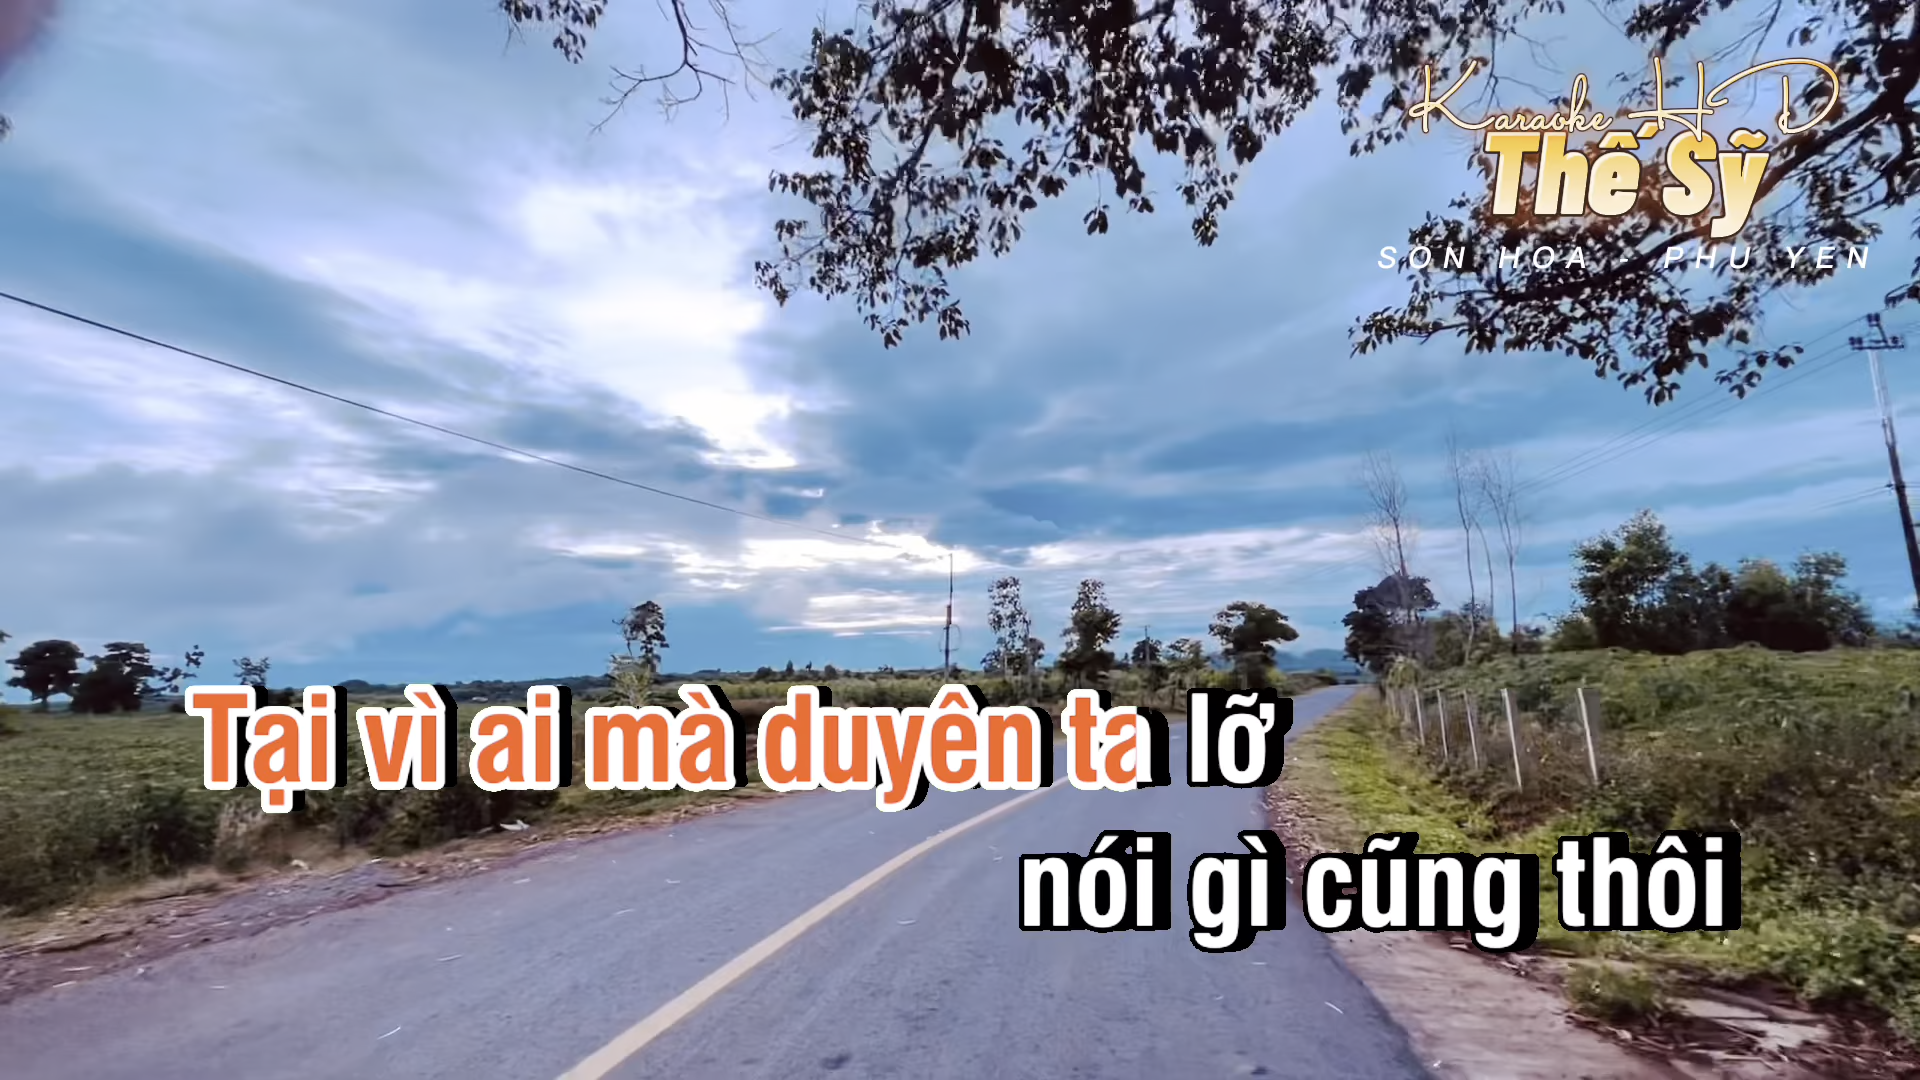 Karaoke HD
Thế Sỹ
SON HOA - PHU YEN
Tại vì ai mà duyên ta lỡ
nói gì cũng thôi